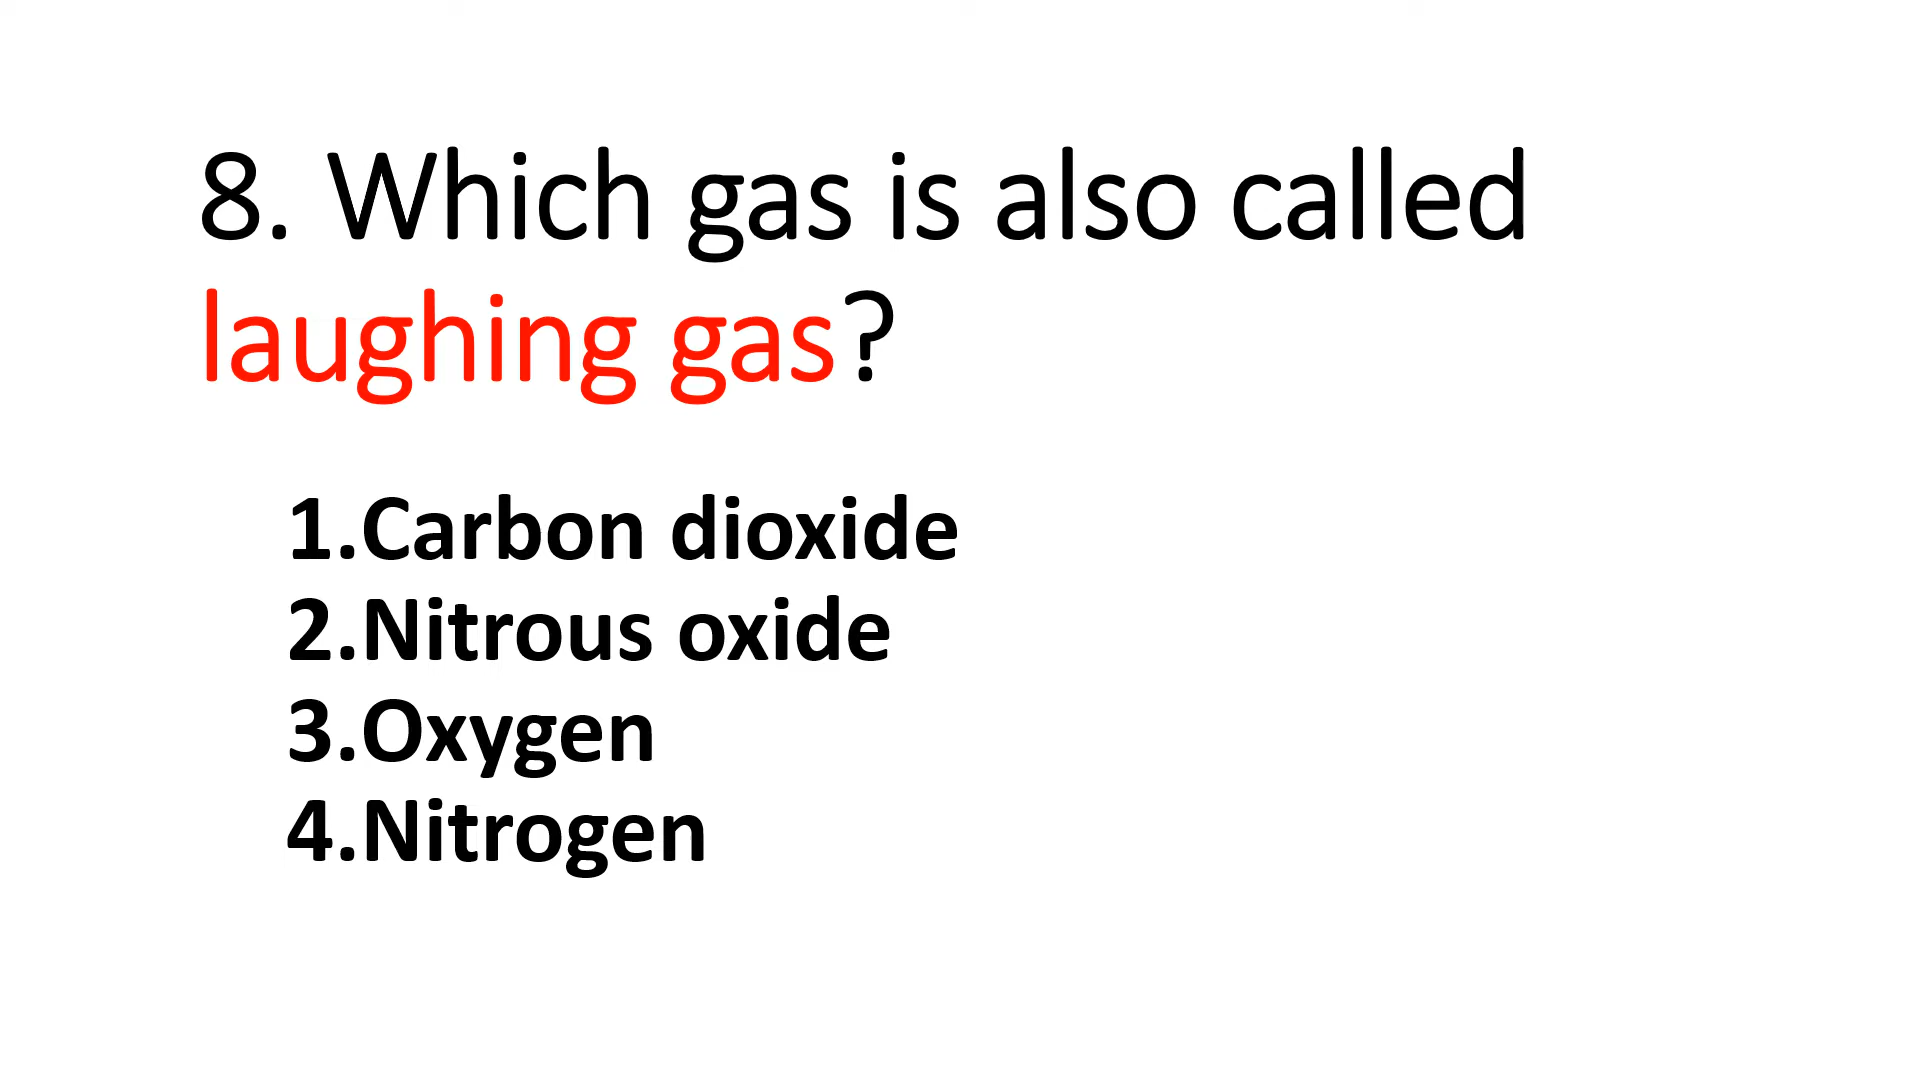 8. Which gas is also called
laughing gas?
1.Carbon dioxide
2.Nitrous oxide
3.Oxygen
4.Nitrogen